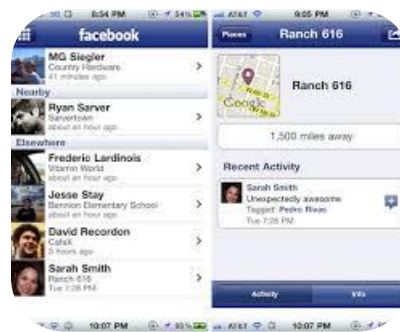 3G 8:54 PM 54%
facebook
MG Siegler
Country Hardware
41 minutes ago
Nearby
Ryan Sarver
Sarvertown
about an hour ago
Elsewhere
Frederic Lardinois
Vitamin World
about an hour ago
Jesse Stay
Bennion Elementary School
about an hour ago
David Recordon
CafeX
5 hours ago
Sarah Smith
Ranch 616
Tue 7:28 PM
AT&T 9:05 PM
Places
Ranch 616
Google
Ranch 616
1,500 miles away
Recent Activity
Sarah Smith
Unexpectedly awesome
Tagged: Pedro Rivas
Tue 7:28 PM
Activity
Info
10:07 PM 85%
AT&T 10:07 PM